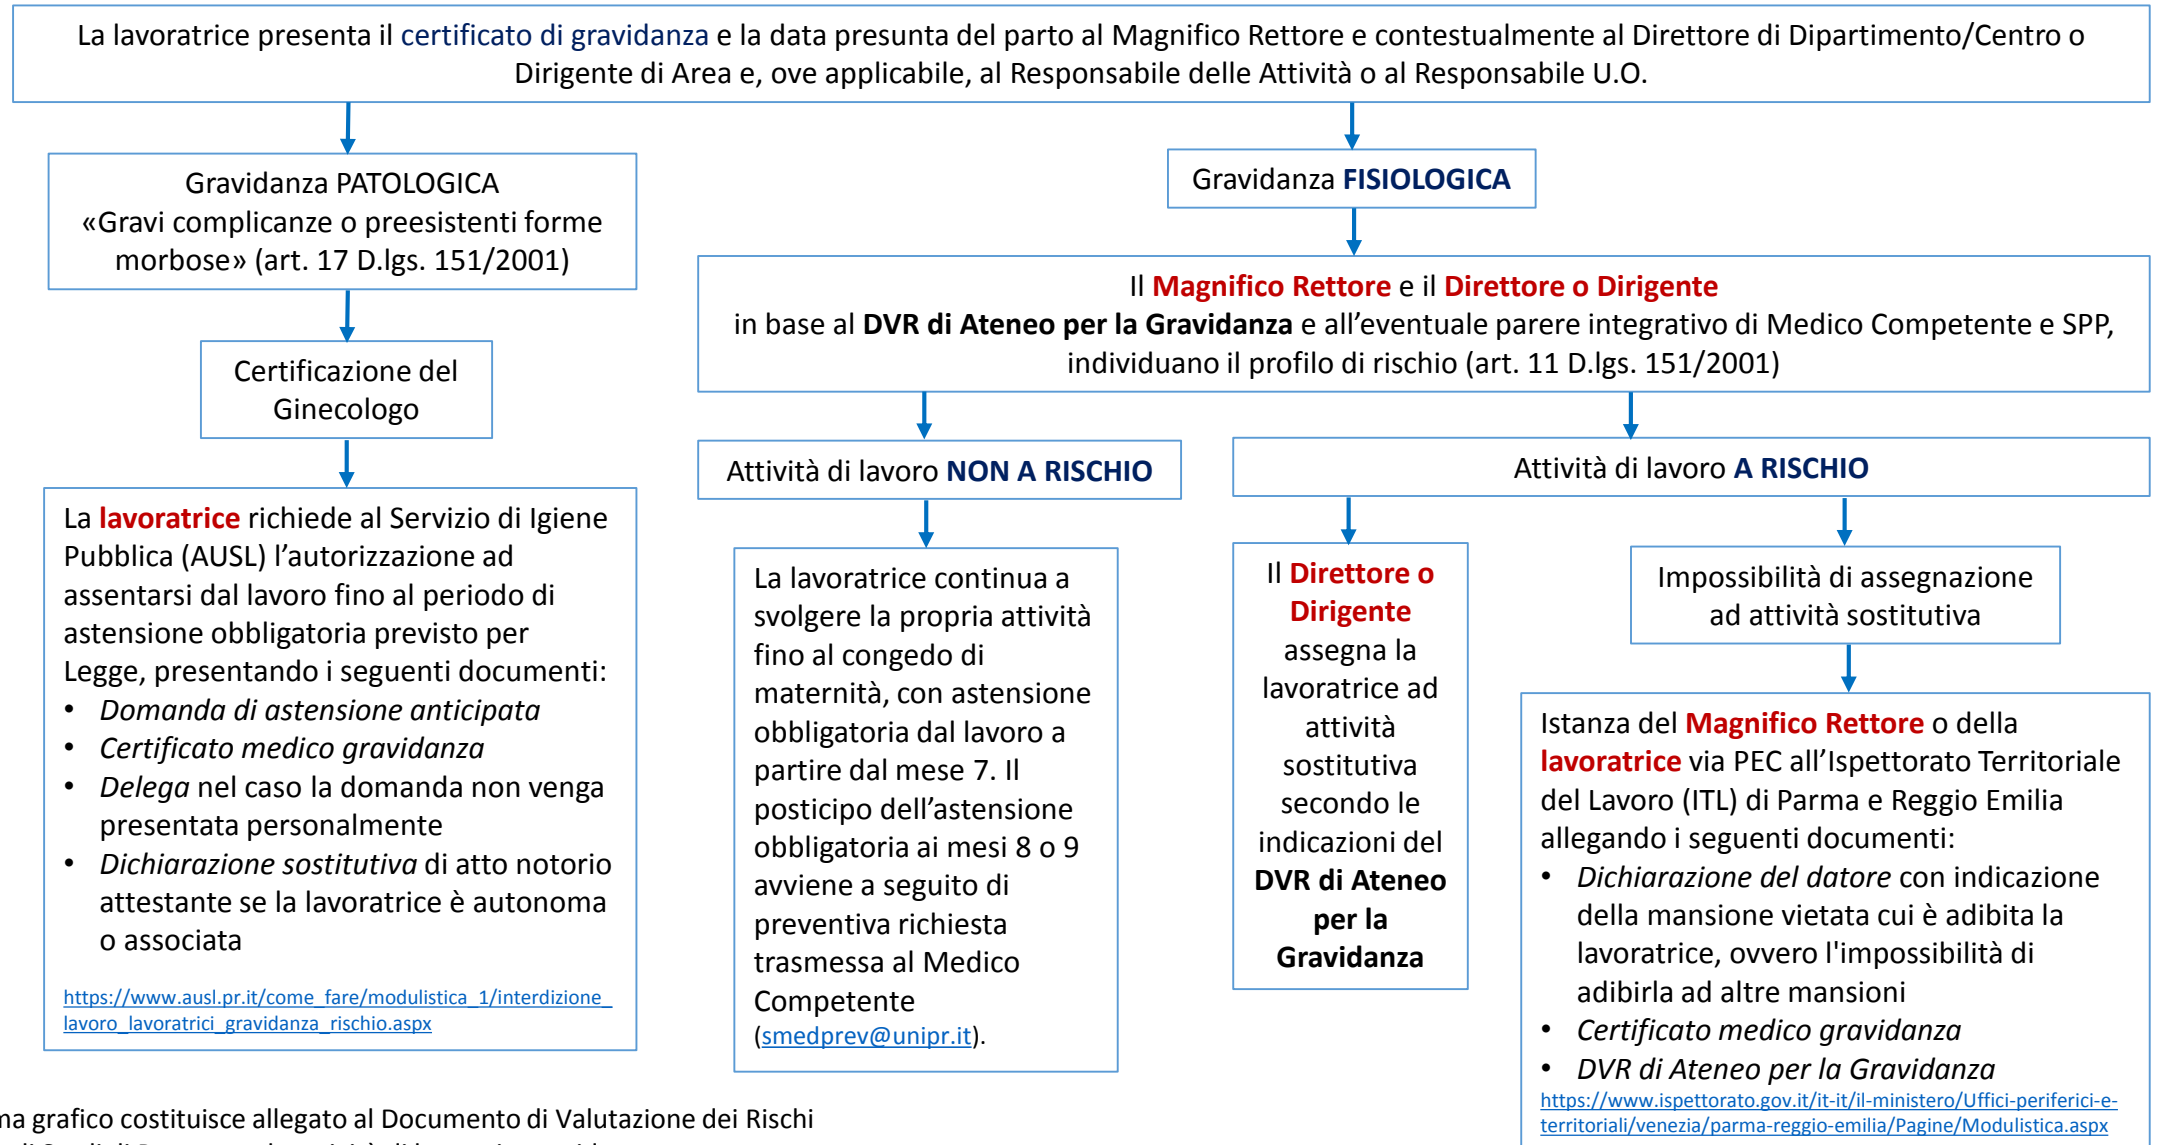 La lavoratrice presenta il certificato di gravidanza e la data presunta del parto al Magnifico Rettore e contestualmente al Direttore di Dipartimento/Centro o
Dirigente di Area e, ove applicabile, al Responsabile delle Attività o al Responsabile U.O.
Gravidanza PATOLOGICA
«Gravi complicanze o preesistenti forme
morbose» (art. 17 D.lgs. 151/2001)
Certificazione del
Ginecologo
La lavoratrice richiede al Servizio di Igiene
Pubblica (AUSL) l’autorizzazione ad
assentarsi dal lavoro fino al periodo di
astensione obbligatoria previsto per
Legge, presentando i seguenti documenti:
• Domanda di astensione anticipata
• Certificato medico gravidanza
• Delega nel caso la domanda non venga
presentata personalmente
• Dichiarazione sostitutiva di atto notorio
attestante se la lavoratrice è autonoma
o associata
https://www.ausl.pr.it/come_fare/modulistica_1/interdizione_
lavoro_lavoratrici_gravidanza_rischio.aspx
Gravidanza FISIOLOGICA
Il Magnifico Rettore e il Direttore o Dirigente
in base al DVR di Ateneo per la Gravidanza e all’eventuale parere integrativo di Medico Competente e SPP,
individuano il profilo di rischio (art. 11 D.lgs. 151/2001)
Attività di lavoro NON A RISCHIO
La lavoratrice continua a
svolgere la propria attività
fino al congedo di
maternità, con astensione
obbligatoria dal lavoro a
partire dal mese 7. Il
posticipo dell’astensione
obbligatoria ai mesi 8 o 9
avviene a seguito di
preventiva richiesta
trasmessa al Medico
Competente
(smedprev@unipr.it).
Attività di lavoro A RISCHIO
Il Direttore o
Dirigente
assegna la
lavoratrice ad
attività
sostitutiva
secondo le
indicazioni del
DVR di Ateneo
per la
Gravidanza
Impossibilità di assegnazione
ad attività sostitutiva
Istanza del Magnifico Rettore o della
lavoratrice via PEC all’Ispettorato Territoriale
del Lavoro (ITL) di Parma e Reggio Emilia
allegando i seguenti documenti:
• Dichiarazione del datore con indicazione
della mansione vietata cui è adibita la
lavoratrice, ovvero l'impossibilità di
adibirla ad altre mansioni
• Certificato medico gravidanza
• DVR di Ateneo per la Gravidanza
https://www.ispettorato.gov.it/it-it/il-ministero/Uffici-periferici-e-
territoriali/venezia/parma-reggio-emilia/Pagine/Modulistica.aspx
grafico costituisce allegato al Documento di Valutazione dei Rischi